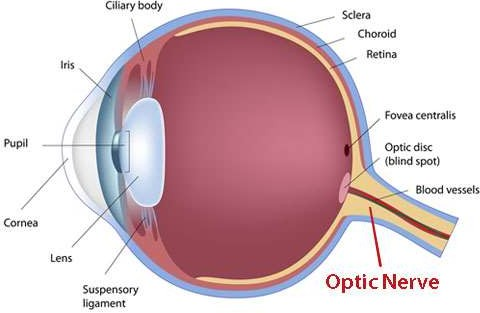 Ciliary body
Sclera
Choroid
Retina
Iris
Fovea centralis
Pupil
Optic disc
(blind spot)
Blood vessels
Cornea
Lens
Optic Nerve
Suspensory
ligament